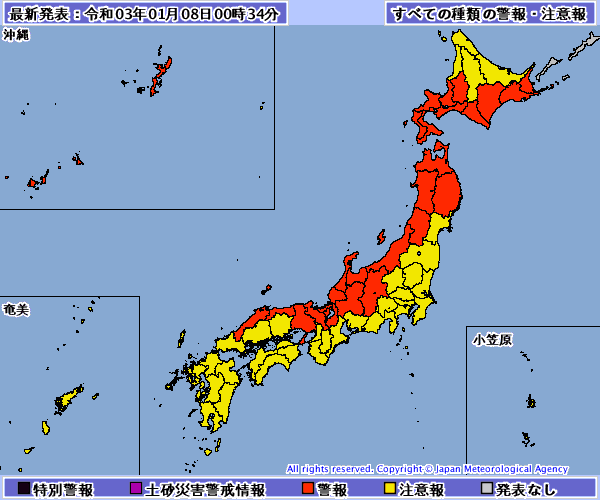 最新発表：令和03年01月08日00時34分
すべての種類の警報・注意報
沖縄
奄美
小笠原
All rights reserved. Copyright © Japan Meteorological Agency
特別警報
土砂災害警戒情報
警報
注意報
発表なし